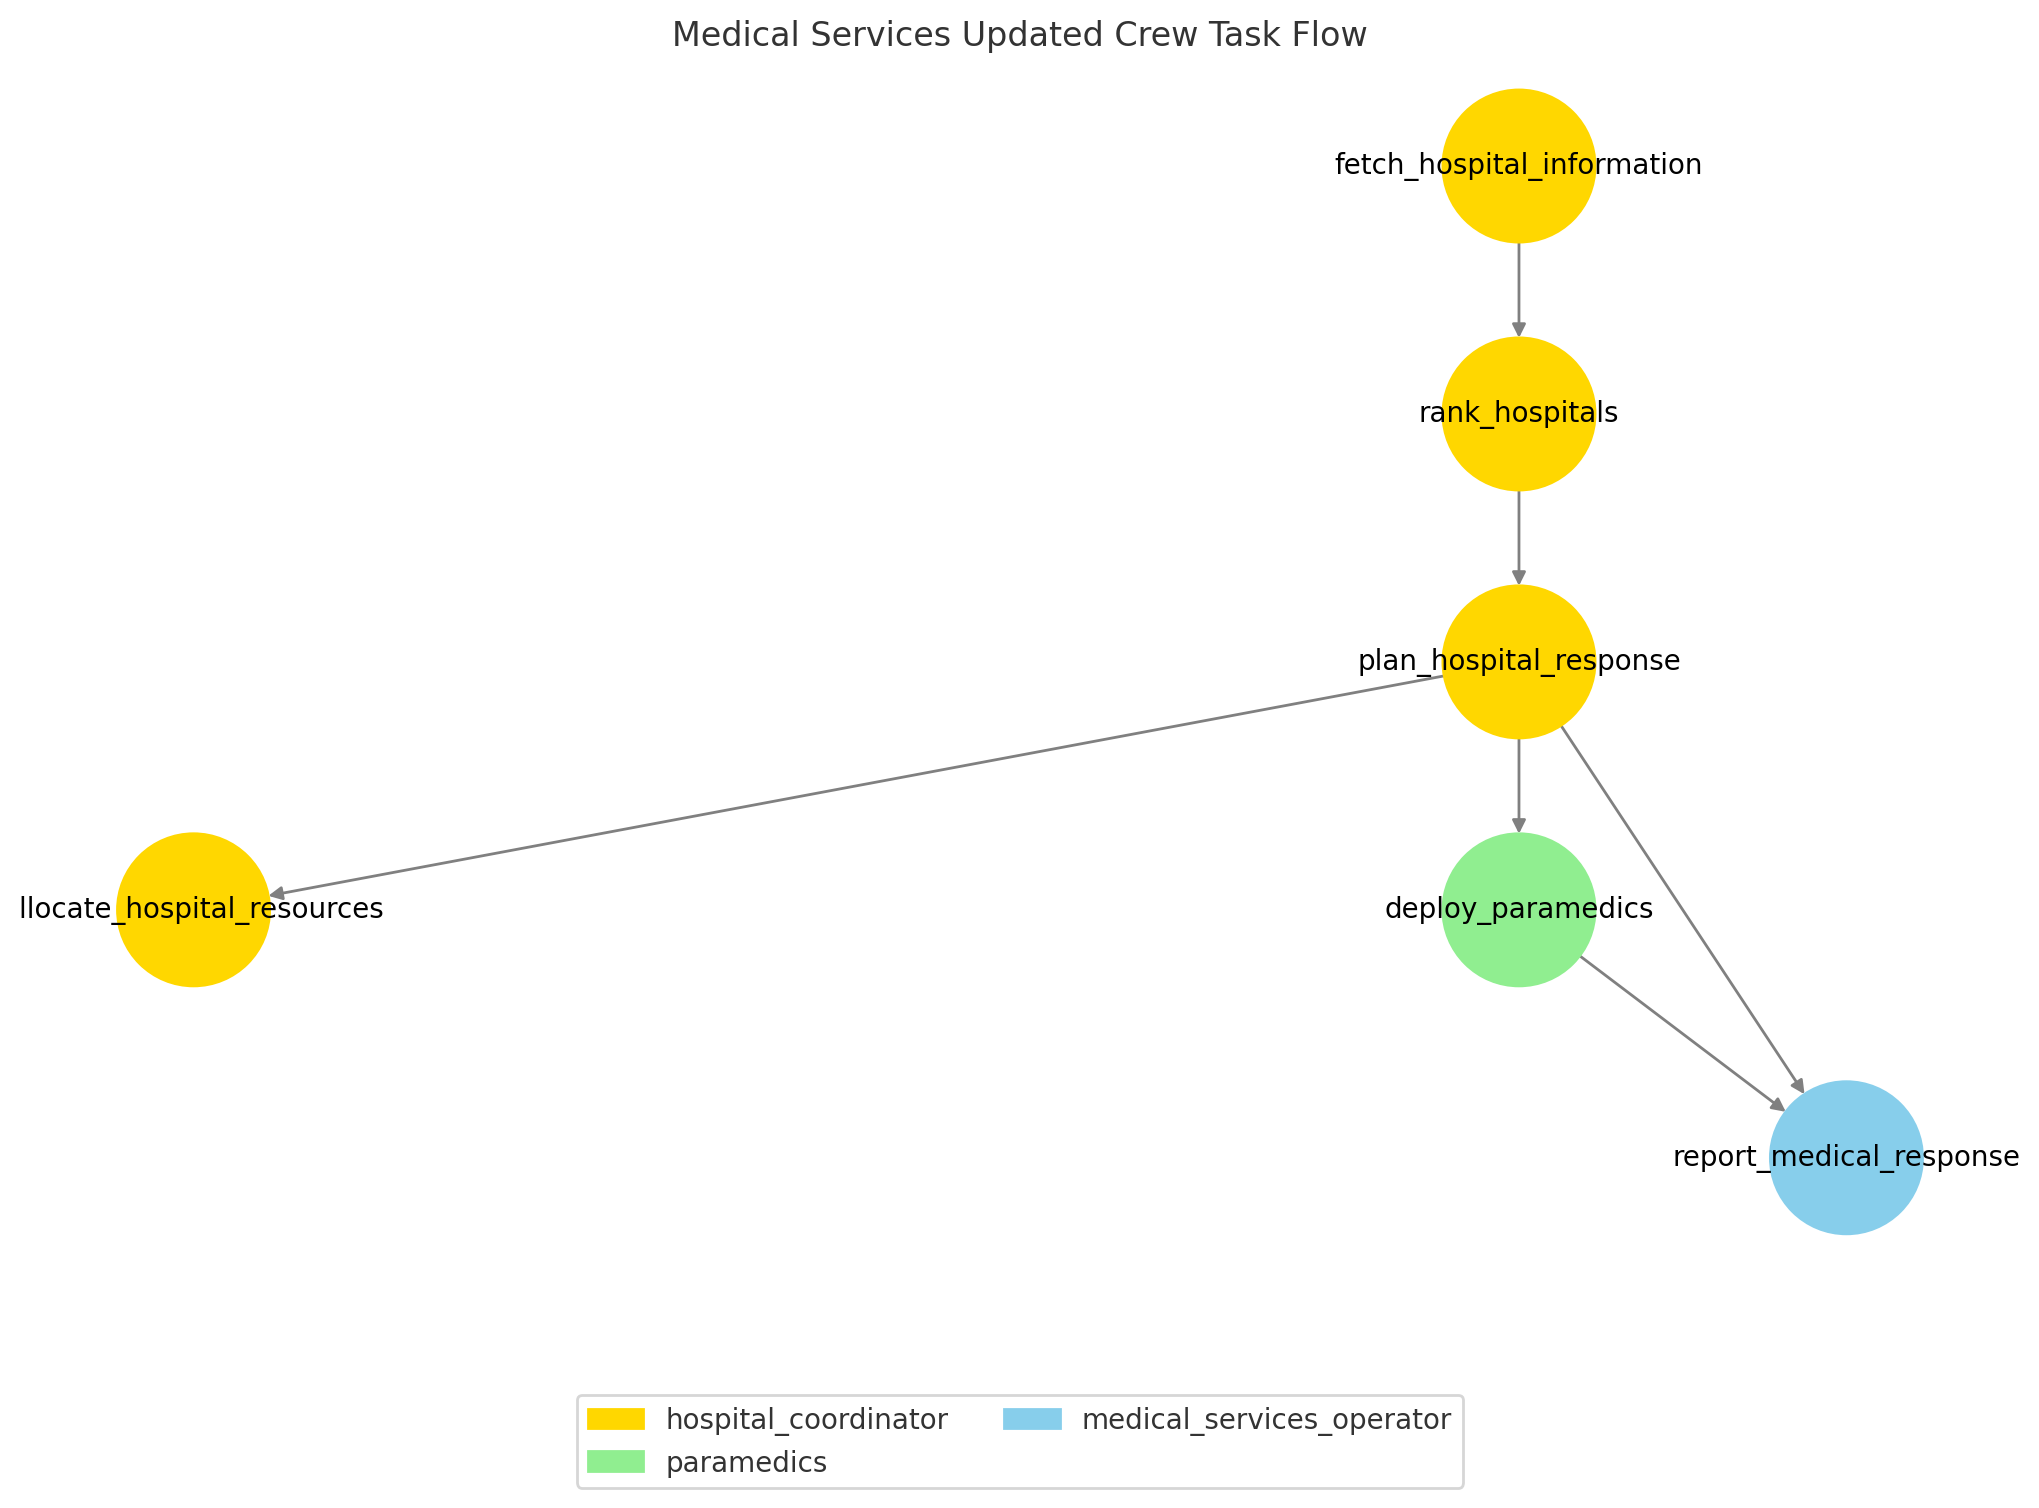 Medical Services Updated Crew Task Flow
fetch_hospital_information
rank_hospitals
plan_hospital_response
llocate_hospital_resources
deploy_paramedics
report_medical_response
hospital_coordinator
paramedics
medical_services_operator